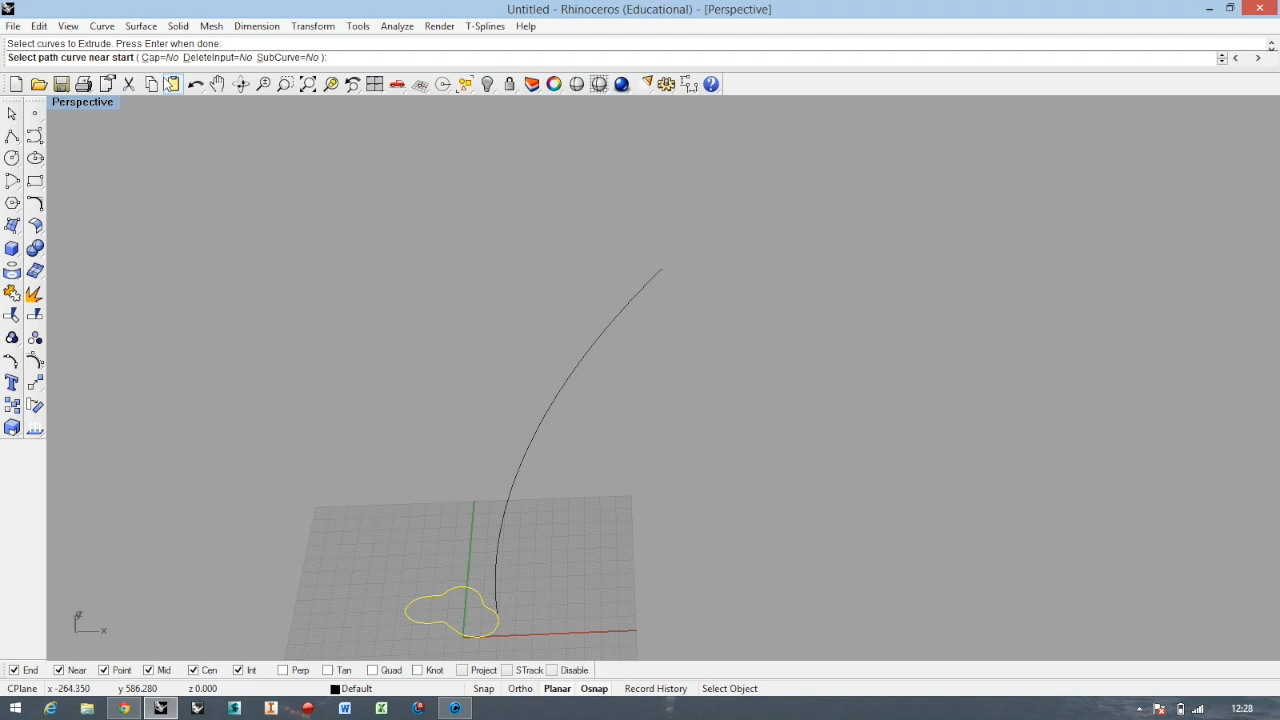 Untitled - Rhinoceros (Educational) - [Perspective]
File Edit View Curve Surface Solid Mesh Dimension Transform Tools Analyze Render T-Splines Help
Select curves to Extrude. Press Enter when done:
Select path curve near start ( Cap=No DeleteInput=No SubCurve=No ):
Perspective
z
x
End Near Point Mid Cen Int Perp Tan Quad Knot Project STrack Disable
CPlane x -264.350 y 586.280 z 0.000 Default Snap Ortho Planar Osnap Record History Select Object
12:28